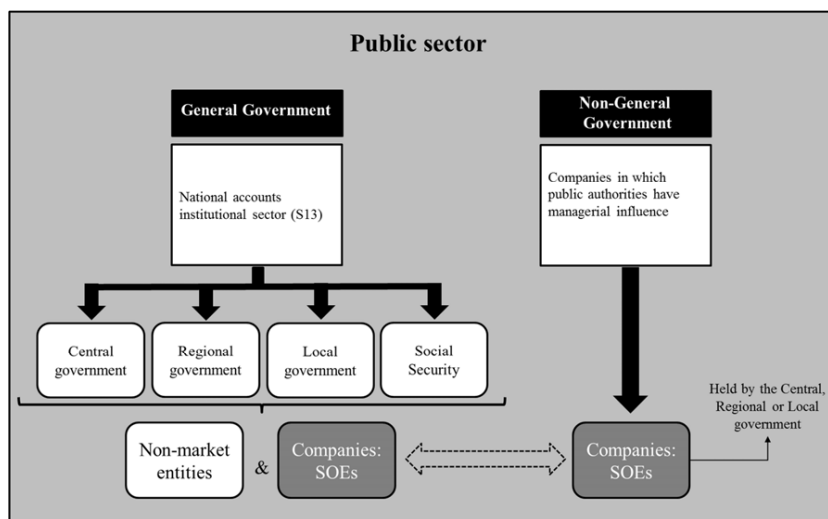 Public sector
General Government
Non-General
Government
National accounts
institutional sector (S13)
Companies in which
public authorities have
managerial influence
Central
government
Regional
government
Local
government
Social
Security
Held by the Central,
Regional or Local
government
Non-market
entities
&
Companies:
SOEs
Companies:
SOEs